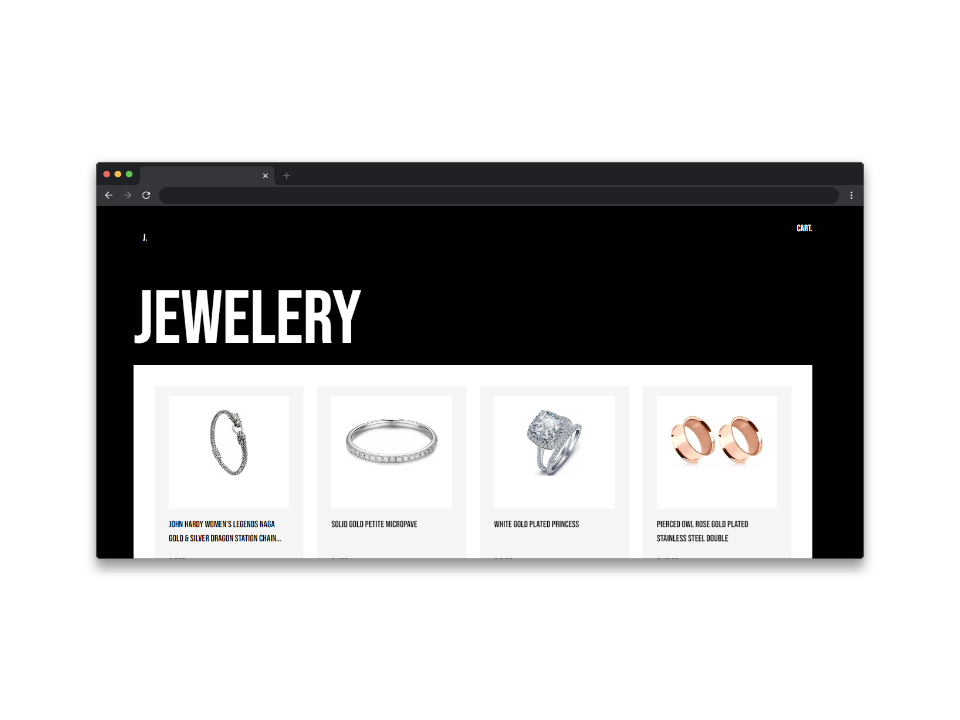 J.
CART.
JEWELERY
JOHN HARDY WOMEN'S LEGENDS NAGA
GOLD & SILVER DRAGON STATION CHAIN...
SOLID GOLD PETITE MICROPAVE
WHITE GOLD PLATED PRINCESS
PIERCED OWL ROSE GOLD PLATED
STAINLESS STEEL DOUBLE